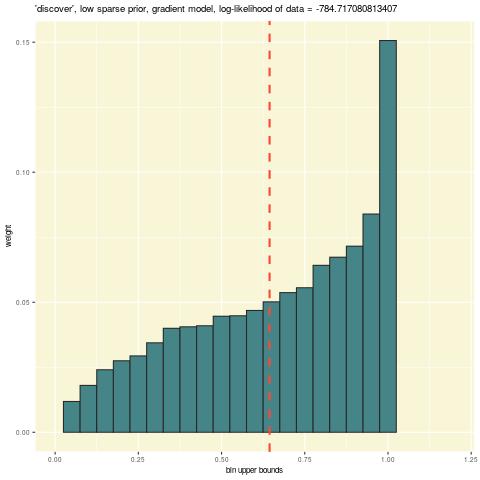 'discover', low sparse prior, gradient model, log-likelihood of data = -784.717080813407
0.15
0.10
weight
0.05
0.00
0.00 0.25 0.50 0.75 1.00 1.25
bin upper bounds